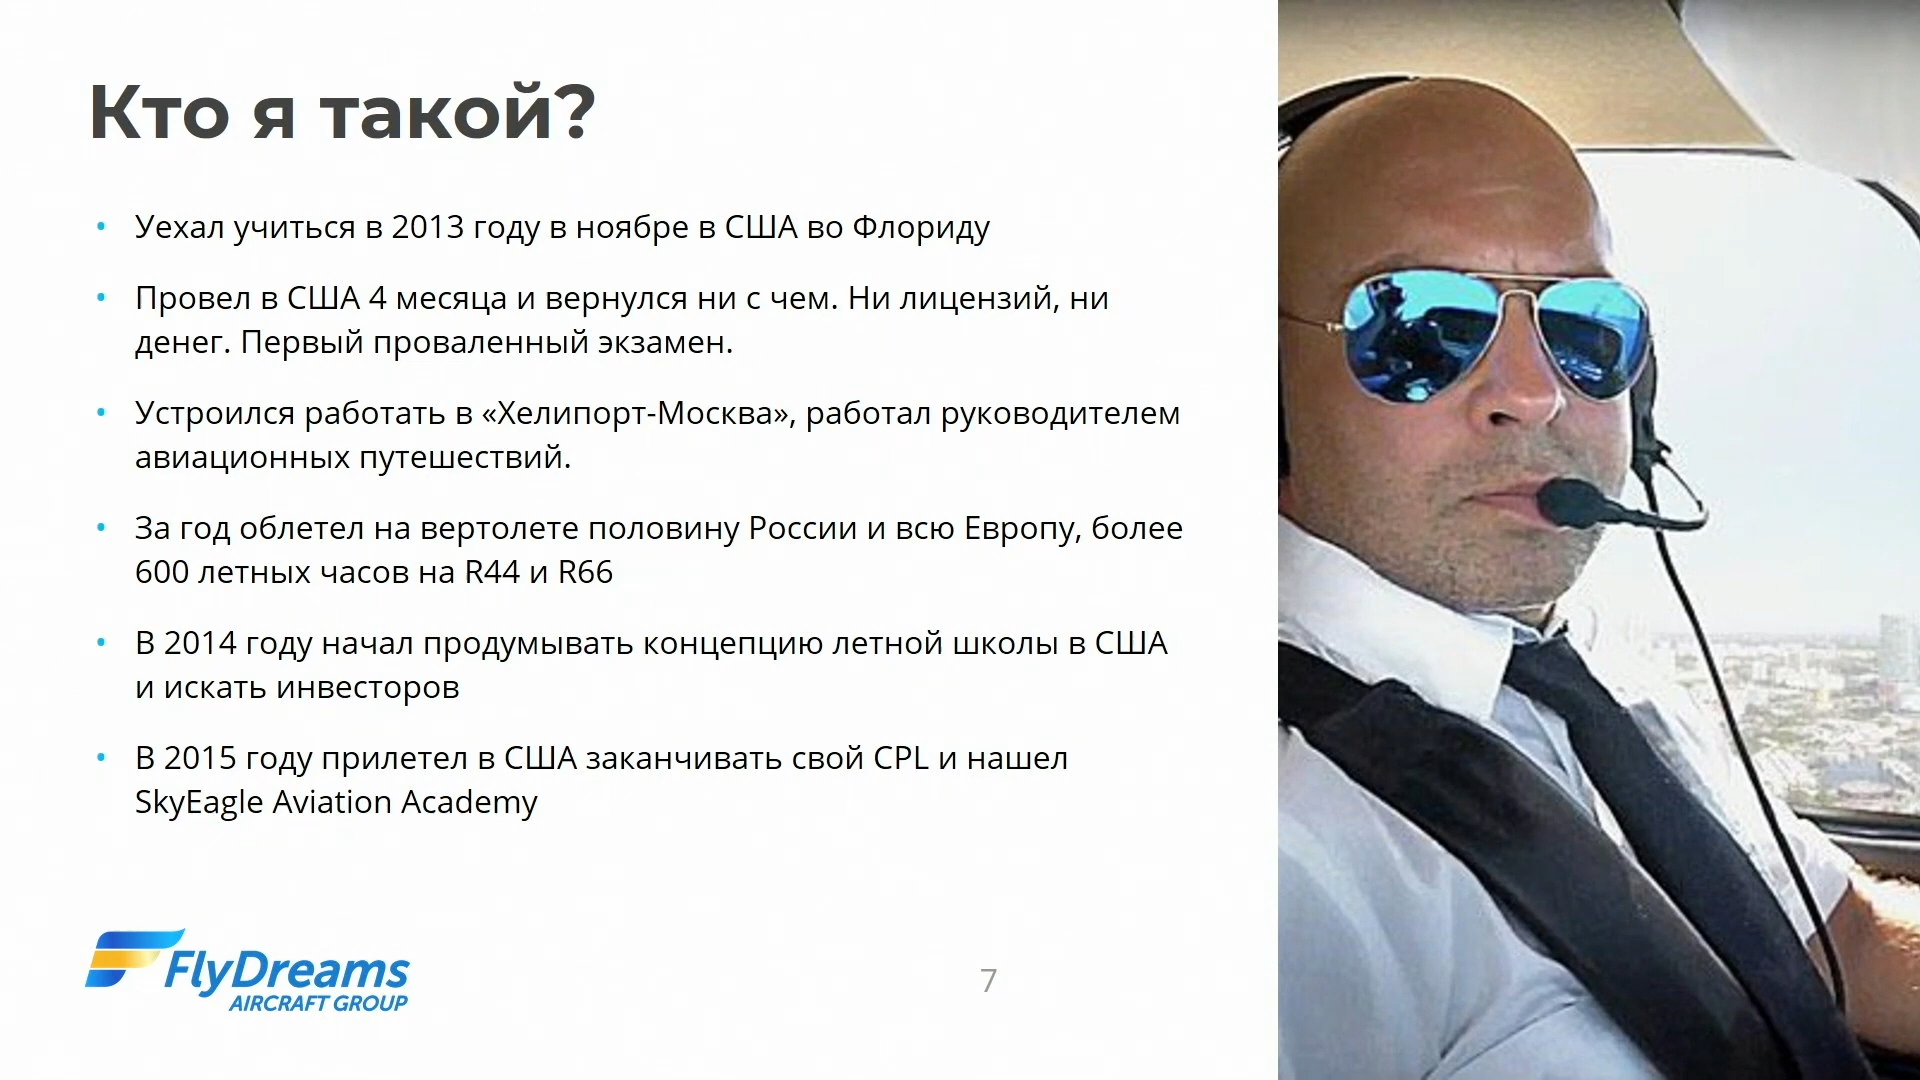 Кто я такой?
• Уехал учиться в 2013 году в ноябре в США во Флориду
• Провел в США 4 месяца и вернулся ни с чем. Ни лицензий, ни
денег. Первый проваленный экзамен.
• Устроился работать в «Хелипорт-Москва», работал руководителем
авиационных путешествий.
• За год облетел на вертолете половину России и всю Европу, более
600 летных часов на R44 и R66
• В 2014 году начал продумывать концепцию летной школы в США
и искать инвесторов
• В 2015 году прилетел в США заканчивать свой CPL и нашел
SkyEagle Aviation Academy
FlyDreams
AIRCRAFT GROUP
7